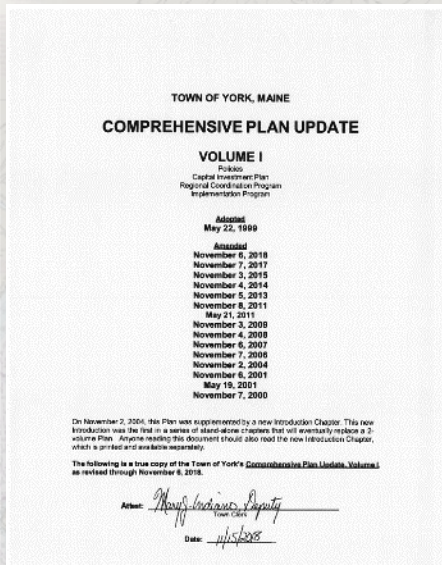 TOWN OF YORK, MAINE
COMPREHENSIVE PLAN UPDATE
VOLUME I
Policies
Capital Investment Plan
Regional Coordination Program
Implementation Program
Adopted
May 22, 1999
Amended
November 6, 2018
November 7, 2017
November 3, 2015
November 4, 2014
November 5, 2013
November 8, 2011
May 21, 2011
November 3, 2009
November 4, 2008
November 6, 2007
November 7, 2006
November 2, 2004
November 6, 2001
May 19, 2001
November 7, 2000
On November 2, 2004, this Plan was supplemented by a new Introduction Chapter. This new
Introduction was the first in a series of stand-alone chapters that will eventually replace a 2-
volume Plan. Anyone reading this document should also read the new Introduction Chapter,
which is printed and available separately.
The following is a true copy of the Town of York's Comprehensive Plan Update, Volume I
as revised through November 6, 2018.
Attest: Mary J. Indiano, Deputy
Town Clerk
Date: 11/15/2018